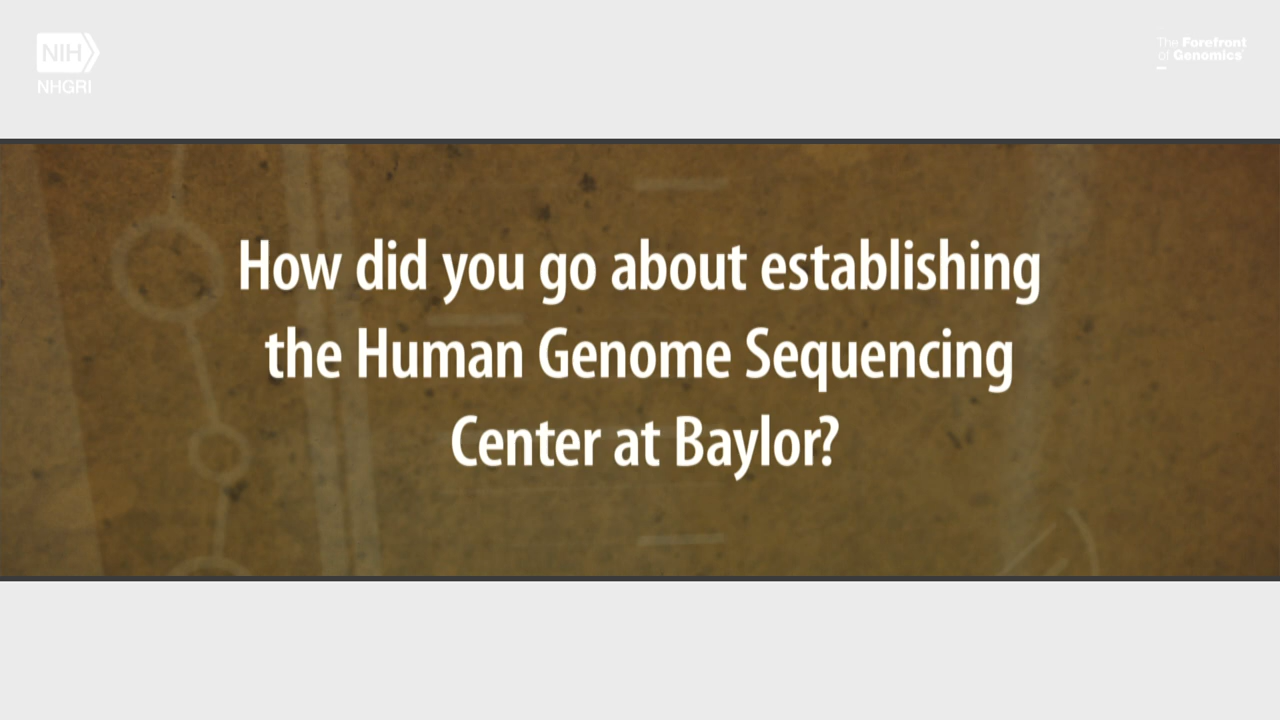 NIH
NHGRI
The Forefront
of Genomics
How did you go about establishing
the Human Genome Sequencing
Center at Baylor?